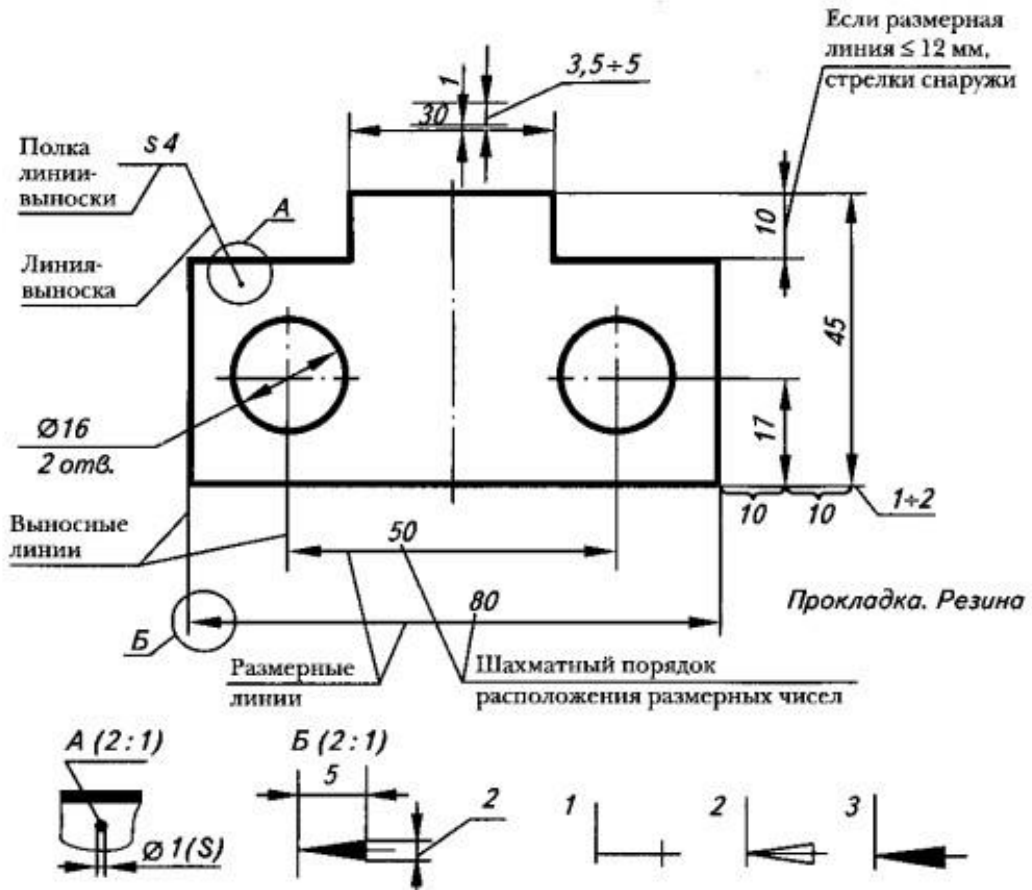 Если размерная
линия ≤ 12 мм,
стрелки снаружи
1
3,5÷5
30
Полка
линии-
выноски
s 4
А
Линия-
выноска
10
45
17
Ø16
2 отв.
10
10
1÷2
Выносные
линии
50
Прокладка. Резина
80
Б
Размерные
линии
Шахматный порядок
расположения размерных чисел
А (2 : 1)
Ø 1(S)
Б (2 : 1)
5
2
1
2
3